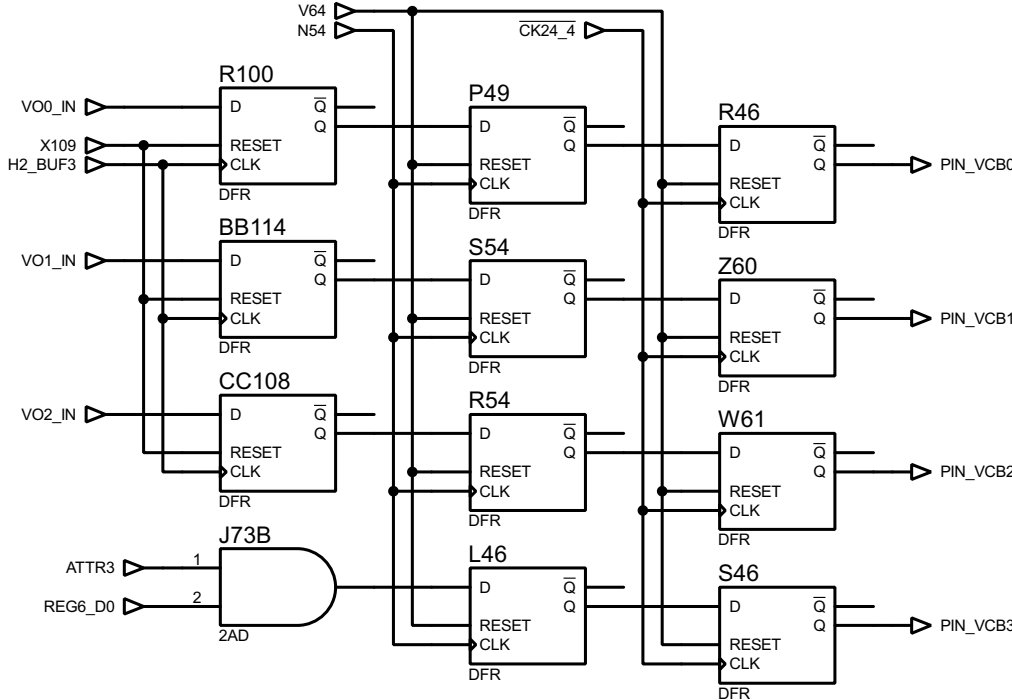 V64
N54
CK24_4
R100
VO0_IN
D
Q
Q
X109
RESET
H2_BUF3
CLK
DFR
P49
D
Q
Q
RESET
CLK
DFR
R46
D
Q
Q
PIN_VCB0
RESET
CLK
DFR
BB114
VO1_IN
D
Q
Q
RESET
CLK
DFR
S54
D
Q
Q
RESET
CLK
DFR
Z60
D
Q
Q
PIN_VCB1
RESET
CLK
DFR
CC108
VO2_IN
D
Q
Q
RESET
CLK
DFR
R54
D
Q
Q
RESET
CLK
DFR
W61
D
Q
Q
PIN_VCB2
RESET
CLK
DFR
J73B
ATTR3
1
REG6_D0
2
2AD
L46
D
Q
Q
RESET
CLK
DFR
S46
D
Q
Q
PIN_VCB3
RESET
CLK
DFR